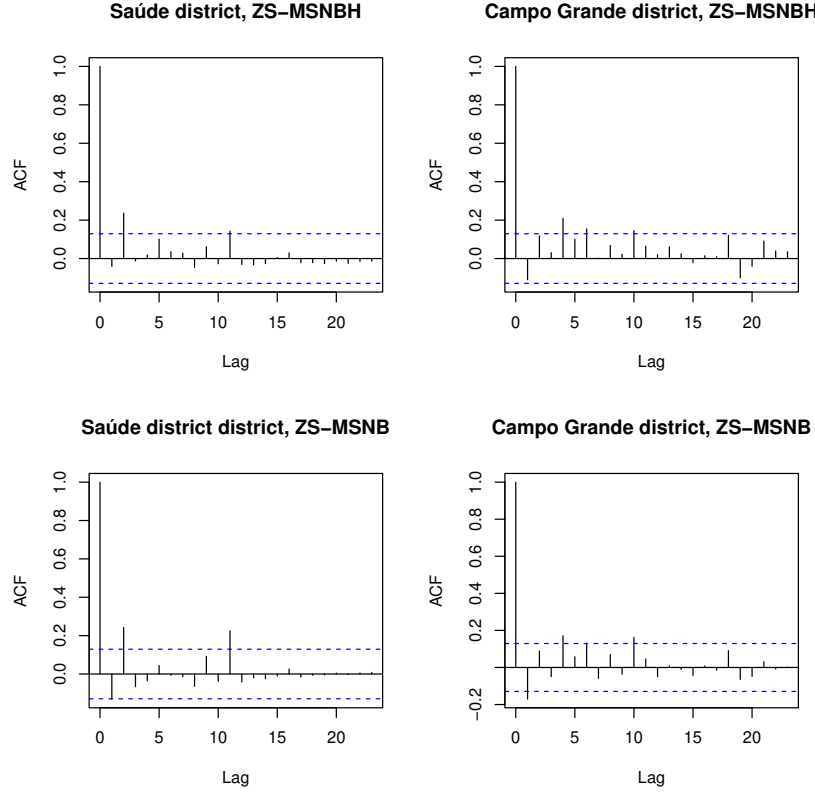 Saúde district, ZS−MSNBH
ACF
1.0
0.8
0.6
0.4
0.2
0.0
0 5 10 15 20
Lag
Campo Grande district, ZS−MSNBH
ACF
1.0
0.8
0.6
0.4
0.2
0.0
0 5 10 15 20
Lag
Saúde district district, ZS−MSNB
ACF
1.0
0.8
0.6
0.4
0.2
0.0
0 5 10 15 20
Lag
Campo Grande district, ZS−MSNB
ACF
1.0
0.8
0.6
0.4
0.2
−0.2
0 5 10 15 20
Lag